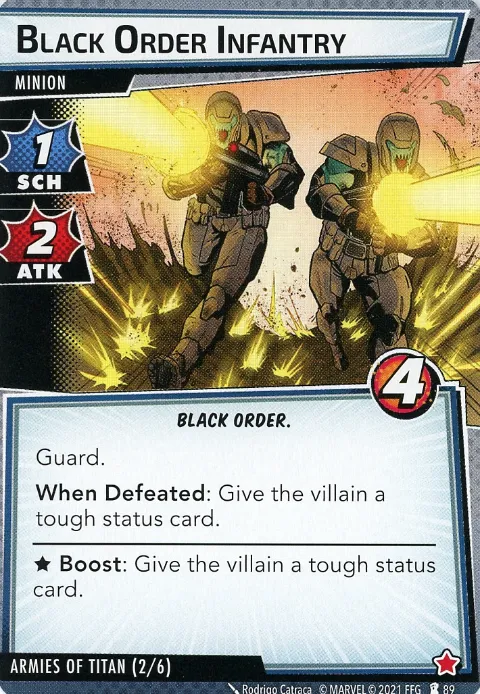 BLACK ORDER INFANTRY
MINION
1
SCH
2
ATK
4
BLACK ORDER.
Guard.
When Defeated: Give the villain a
tough status card.
★ Boost: Give the villain a tough status
card.
ARMIES OF TITAN (2/6)
Rodrigo Catraca © MARVEL © 2021 FFG 89